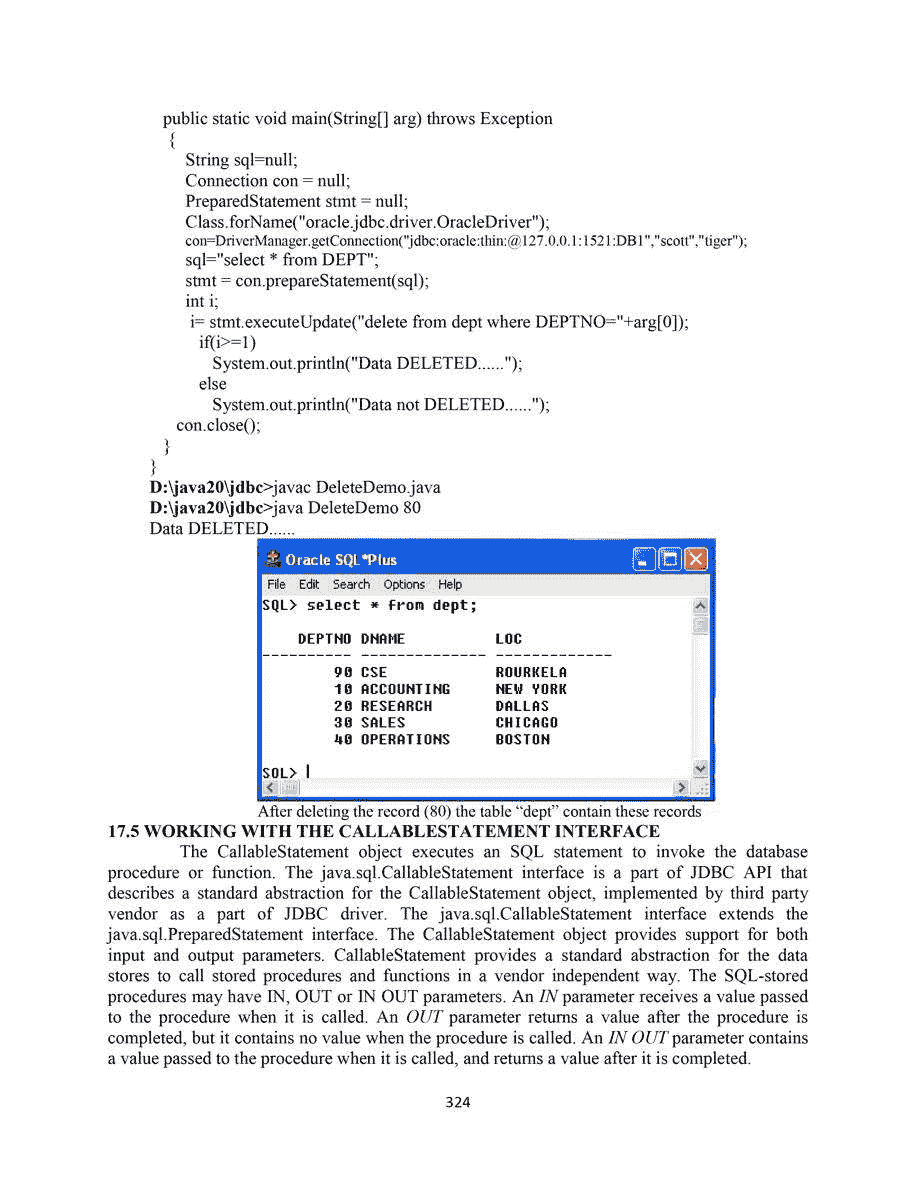 public static void main(String[] arg) throws Exception
{
String sql=null;
Connection con = null;
PreparedStatement stmt = null;
Class.forName("oracle.jdbc.driver.OracleDriver");
con=DriverManager.getConnection("jdbc:oracle:thin:@127.0.0.1:1521:DB1","scott","tiger");
sql="select * from DEPT";
stmt = con.prepareStatement(sql);
int i;
i= stmt.executeUpdate("delete from dept where DEPTNO="+arg[0]);
if(i>=1)
System.out.println("Data DELETED......");
else
System.out.println("Data not DELETED......");
con.close();
}
}
D:\java20\jdbc>javac DeleteDemo.java
D:\java20\jdbc>java DeleteDemo 80
Data DELETED......
Oracle SQL*Plus
File Edit Search Options Help
SQL> select * from dept;
DEPTNO DNAME LOC
---------- -------------- -------------
90 CSE ROURKELA
10 ACCOUNTING NEW YORK
20 RESEARCH DALLAS
30 SALES CHICAGO
40 OPERATIONS BOSTON
SQL>
After deleting the record (80) the table “dept” contain these records
17.5 WORKING WITH THE CALLABLESTATEMENT INTERFACE
The CallableStatement object executes an SQL statement to invoke the database
procedure or function. The java.sql.CallableStatement interface is a part of JDBC API that
describes a standard abstraction for the CallableStatement object, implemented by third party
vendor as a part of JDBC driver. The java.sql.CallableStatement interface extends the
java.sql.PreparedStatement interface. The CallableStatement object provides support for both
input and output parameters. CallableStatement provides a standard abstraction for the data
stores to call stored procedures and functions in a vendor independent way. The SQL-stored
procedures may have IN, OUT or IN OUT parameters. An IN parameter receives a value passed
to the procedure when it is called. An OUT parameter returns a value after the procedure is
completed, but it contains no value when the procedure is called. An IN OUT parameter contains
a value passed to the procedure when it is called, and returns a value after it is completed.
324